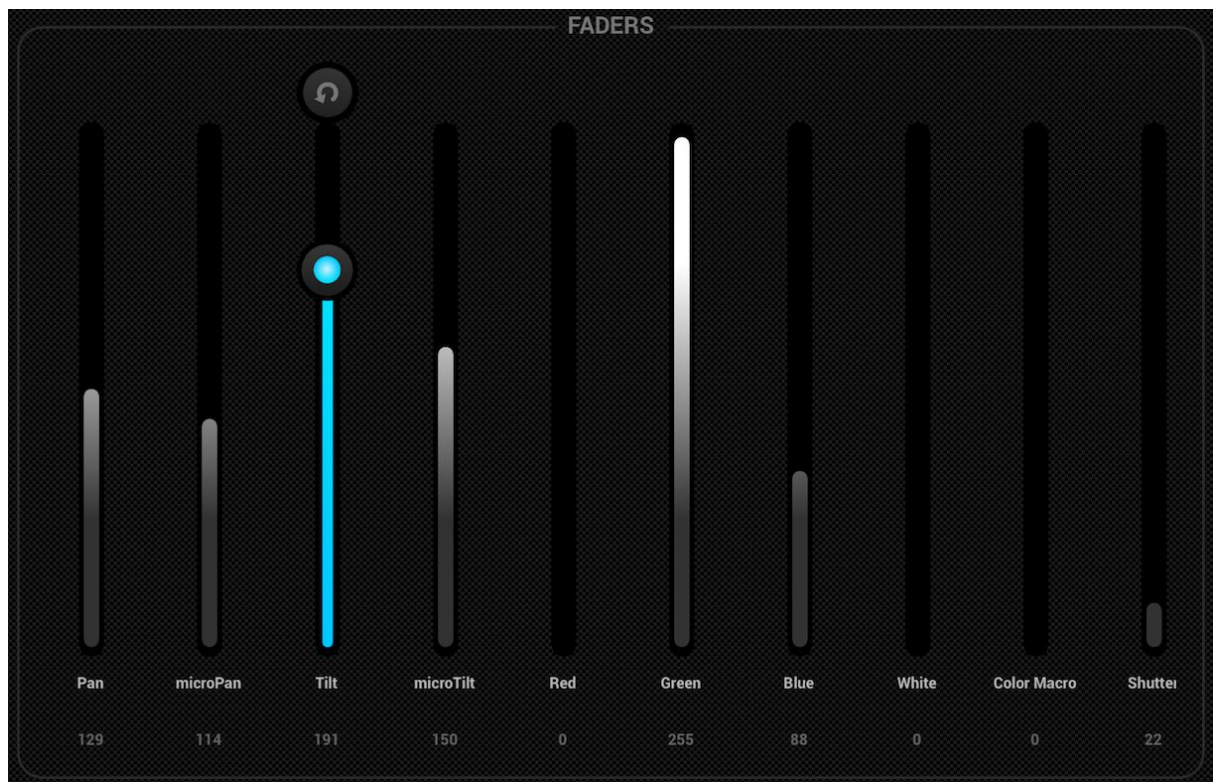 FADERS
Pan microPan Tilt microTilt Red Green Blue White Color Macro Shutter
129 114 191 150 0 255 88 0 0 22